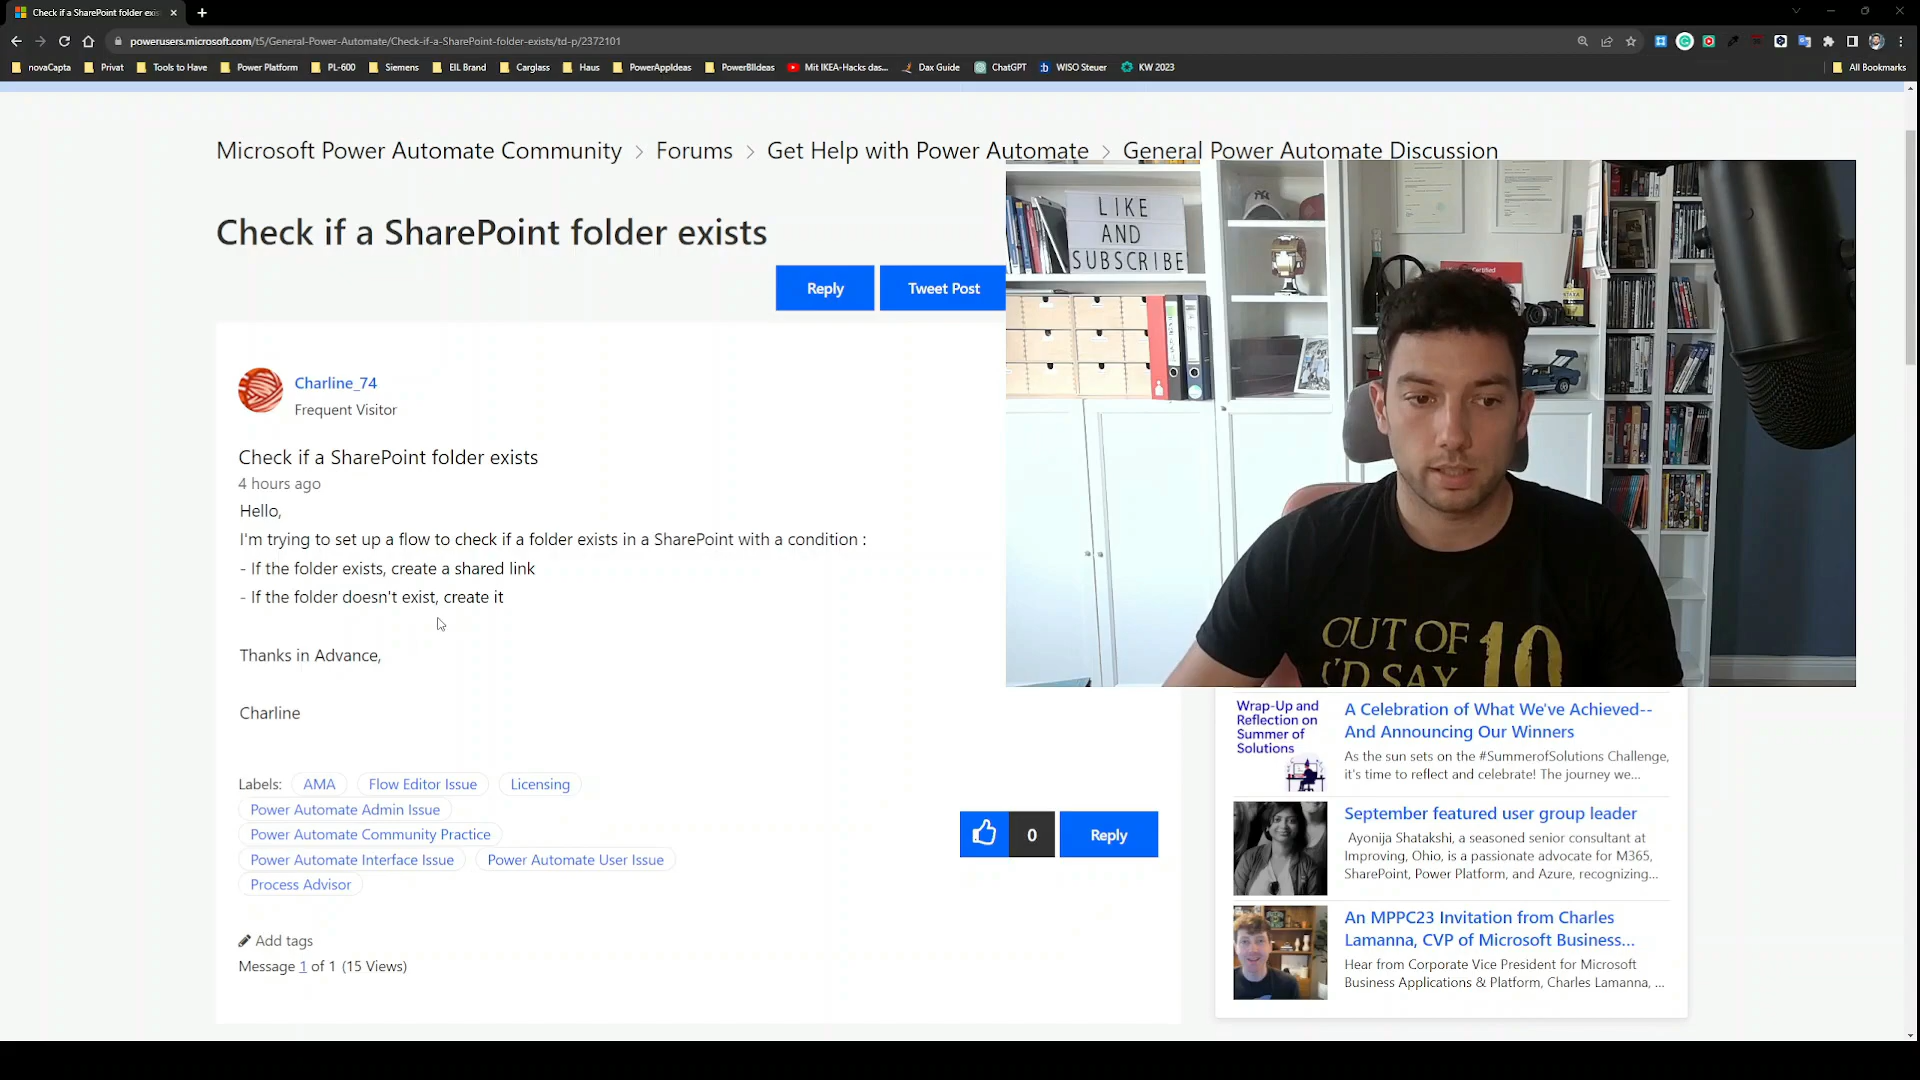 Check if a SharePoint folder exis
powerusers.microsoft.com/t5/General-Power-Automate/Check-if-a-SharePoint-folder-exists/td-p/2372101
novaCapta
Privat
Tools to Have
Power Platform
PL-600
Siemens
EIL Brand
Carglass
Haus
PowerAppIdeas
PowerBIIdeas
Mit IKEA-Hacks das...
Dax Guide
ChatGPT
WISO Steuer
KW 2023
All Bookmarks
Microsoft Power Automate Community > Forums > Get Help with Power Automate > General Power Automate Discussion
Check if a SharePoint folder exists
Reply
Tweet Post
LIKE
AND
SUBSCRIBE
Certified
Charline_74
Frequent Visitor
Check if a SharePoint folder exists
4 hours ago
Hello,
I'm trying to set up a flow to check if a folder exists in a SharePoint with a condition :
- If the folder exists, create a shared link
- If the folder doesn't exist, create it
Thanks in Advance,
Charline
OUT OF 10
I'D SAY
Labels:
AMA
Flow Editor Issue
Licensing
Power Automate Admin Issue
Power Automate Community Practice
Power Automate Interface Issue
Power Automate User Issue
Process Advisor
0
Reply
Add tags
Message 1 of 1 (15 Views)
Wrap-Up and
Reflection on
Summer of
Solutions
A Celebration of What We've Achieved--
And Announcing Our Winners
As the sun sets on the #SummerofSolutions Challenge,
it's time to reflect and celebrate! The journey we...
September featured user group leader
Ayonija Shatakshi, a seasoned senior consultant at
Improving, Ohio, is a passionate advocate for M365,
SharePoint, Power Platform, and Azure, recognizing...
An MPPC23 Invitation from Charles
Lamanna, CVP of Microsoft Business...
Hear from Corporate Vice President for Microsoft
Business Applications & Platform, Charles Lamanna, ...